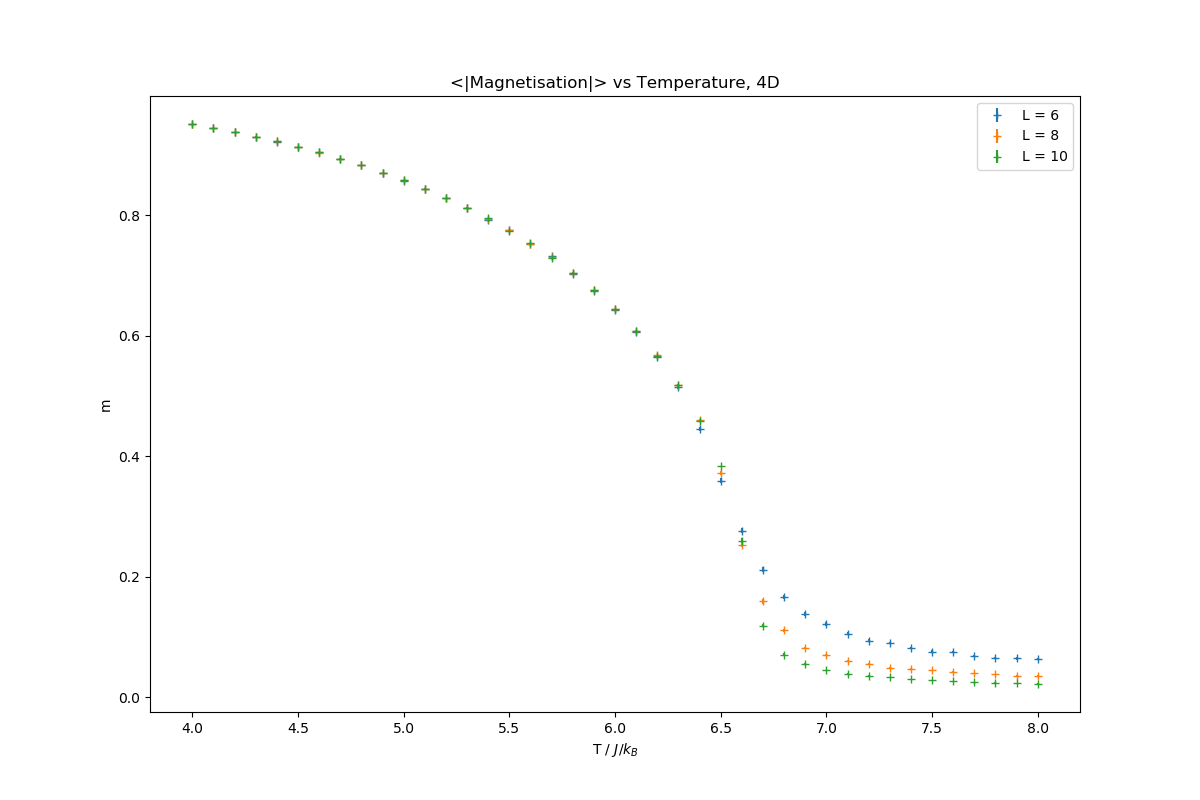 <|Magnetisation|> vs Temperature, 4D
L = 6
L = 8
L = 10
m
0.8
0.6
0.4
0.2
0.0
4.0 4.5 5.0 5.5 6.0 6.5 7.0 7.5 8.0
T / J/k_B